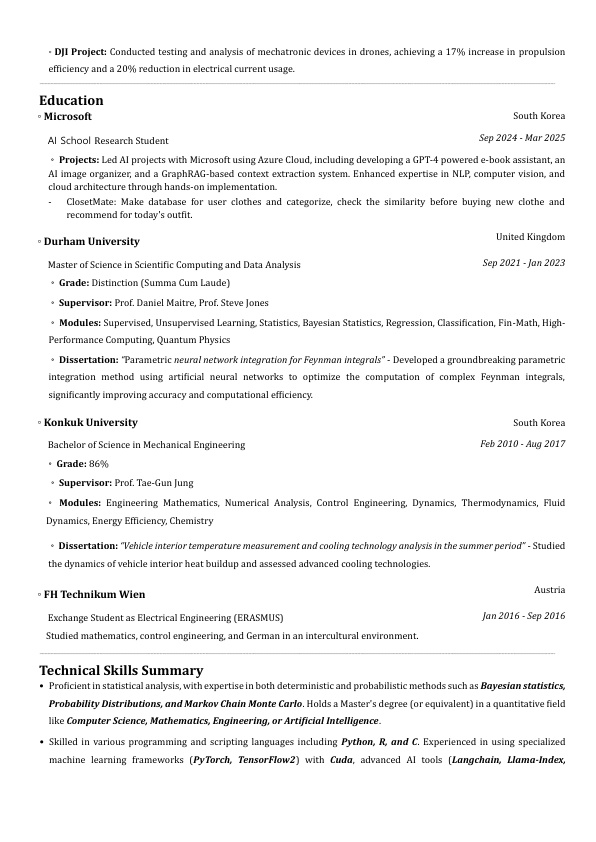 ◦ DJI Project: Conducted testing and analysis of mechatronic devices in drones, achieving a 17% increase in propulsion
efficiency and a 20% reduction in electrical current usage.
Education
◦ Microsoft South Korea
AI School Research Student Sep 2024 - Mar 2025
◦ Projects: Led AI projects with Microsoft using Azure Cloud, including developing a GPT-4 powered e-book assistant, an
AI image organizer, and a GraphRAG-based context extraction system. Enhanced expertise in NLP, computer vision, and
cloud architecture through hands-on implementation.
- ClosetMate: Make database for user clothes and categorize, check the similarity before buying new clothe and
recommend for today's outfit.
◦ Durham University United Kingdom
Master of Science in Scientific Computing and Data Analysis Sep 2021 - Jan 2023
◦ Grade: Distinction (Summa Cum Laude)
◦ Supervisor: Prof. Daniel Maitre, Prof. Steve Jones
◦ Modules: Supervised, Unsupervised Learning, Statistics, Bayesian Statistics, Regression, Classification, Fin-Math, High-
Performance Computing, Quantum Physics
◦ Dissertation: "Parametric neural network integration for Feynman integrals" - Developed a groundbreaking parametric
integration method using artificial neural networks to optimize the computation of complex Feynman integrals,
significantly improving accuracy and computational efficiency.
◦ Konkuk University South Korea
Bachelor of Science in Mechanical Engineering Feb 2010 - Aug 2017
◦ Grade: 86%
◦ Supervisor: Prof. Tae-Gun Jung
◦ Modules: Engineering Mathematics, Numerical Analysis, Control Engineering, Dynamics, Thermodynamics, Fluid
Dynamics, Energy Efficiency, Chemistry
◦ Dissertation: "Vehicle interior temperature measurement and cooling technology analysis in the summer period" - Studied
the dynamics of vehicle interior heat buildup and assessed advanced cooling technologies.
◦ FH Technikum Wien Austria
Exchange Student as Electrical Engineering (ERASMUS) Jan 2016 - Sep 2016
Studied mathematics, control engineering, and German in an intercultural environment.
Technical Skills Summary
• Proficient in statistical analysis, with expertise in both deterministic and probabilistic methods such as Bayesian statistics,
Probability Distributions, and Markov Chain Monte Carlo. Holds a Master's degree (or equivalent) in a quantitative field
like Computer Science, Mathematics, Engineering, or Artificial Intelligence.
• Skilled in various programming and scripting languages including Python, R, and C. Experienced in using specialized
machine learning frameworks (PyTorch, TensorFlow2) with Cuda, advanced AI tools (Langchain, Llama-Index,